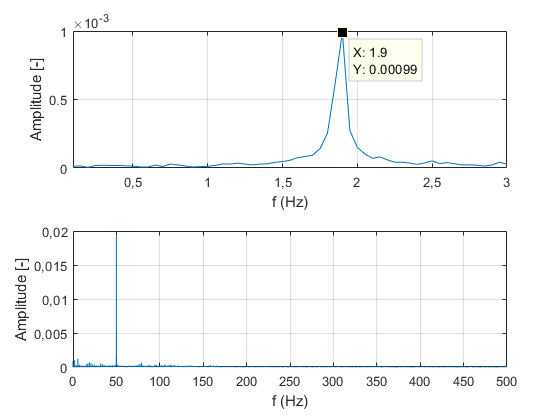 ×10⁻³
1
0.5
0
Amplitude [-]
X: 1.9
Y: 0.00099
0,5 1 1,5 2 2,5 3
f (Hz)
0,02
0,015
0,01
0,005
0
Amplitude [-]
0 50 100 150 200 250 300 350 400 450 500
f (Hz)